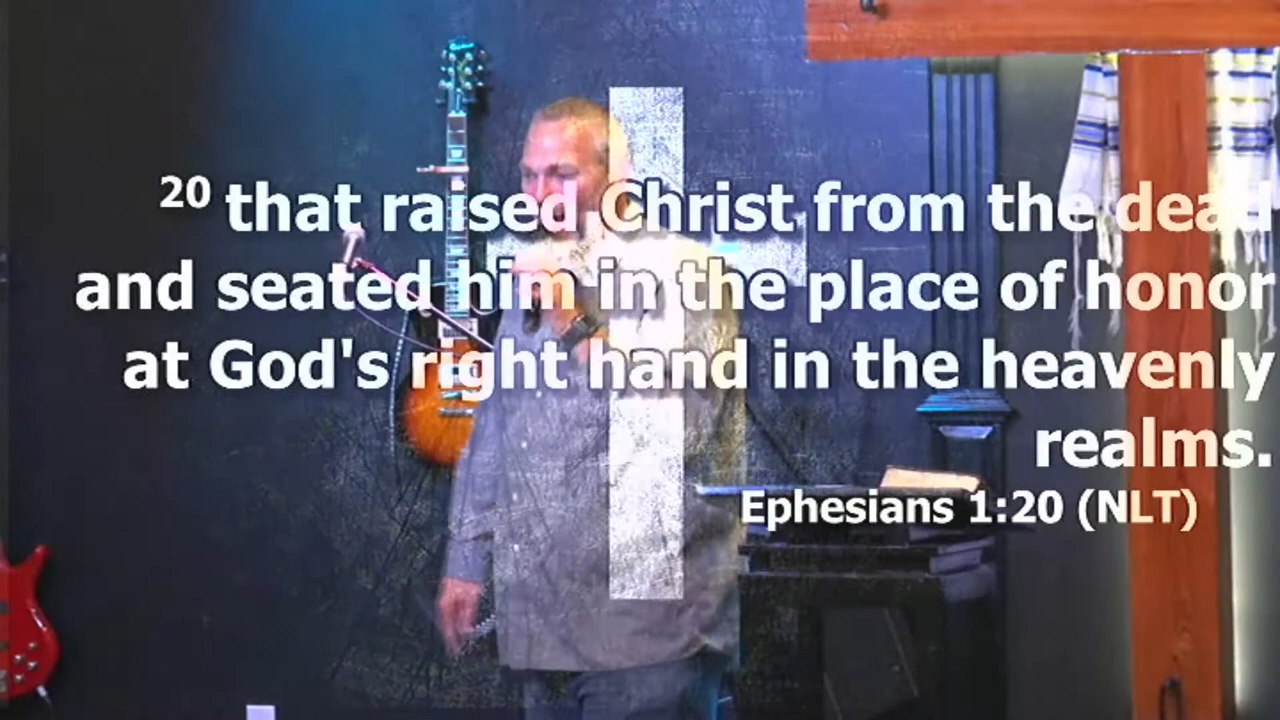 20 that raised Christ from the dead
and seated him in the place of honor
at God's right hand in the heavenly
realms.
Ephesians 1:20 (NLT)